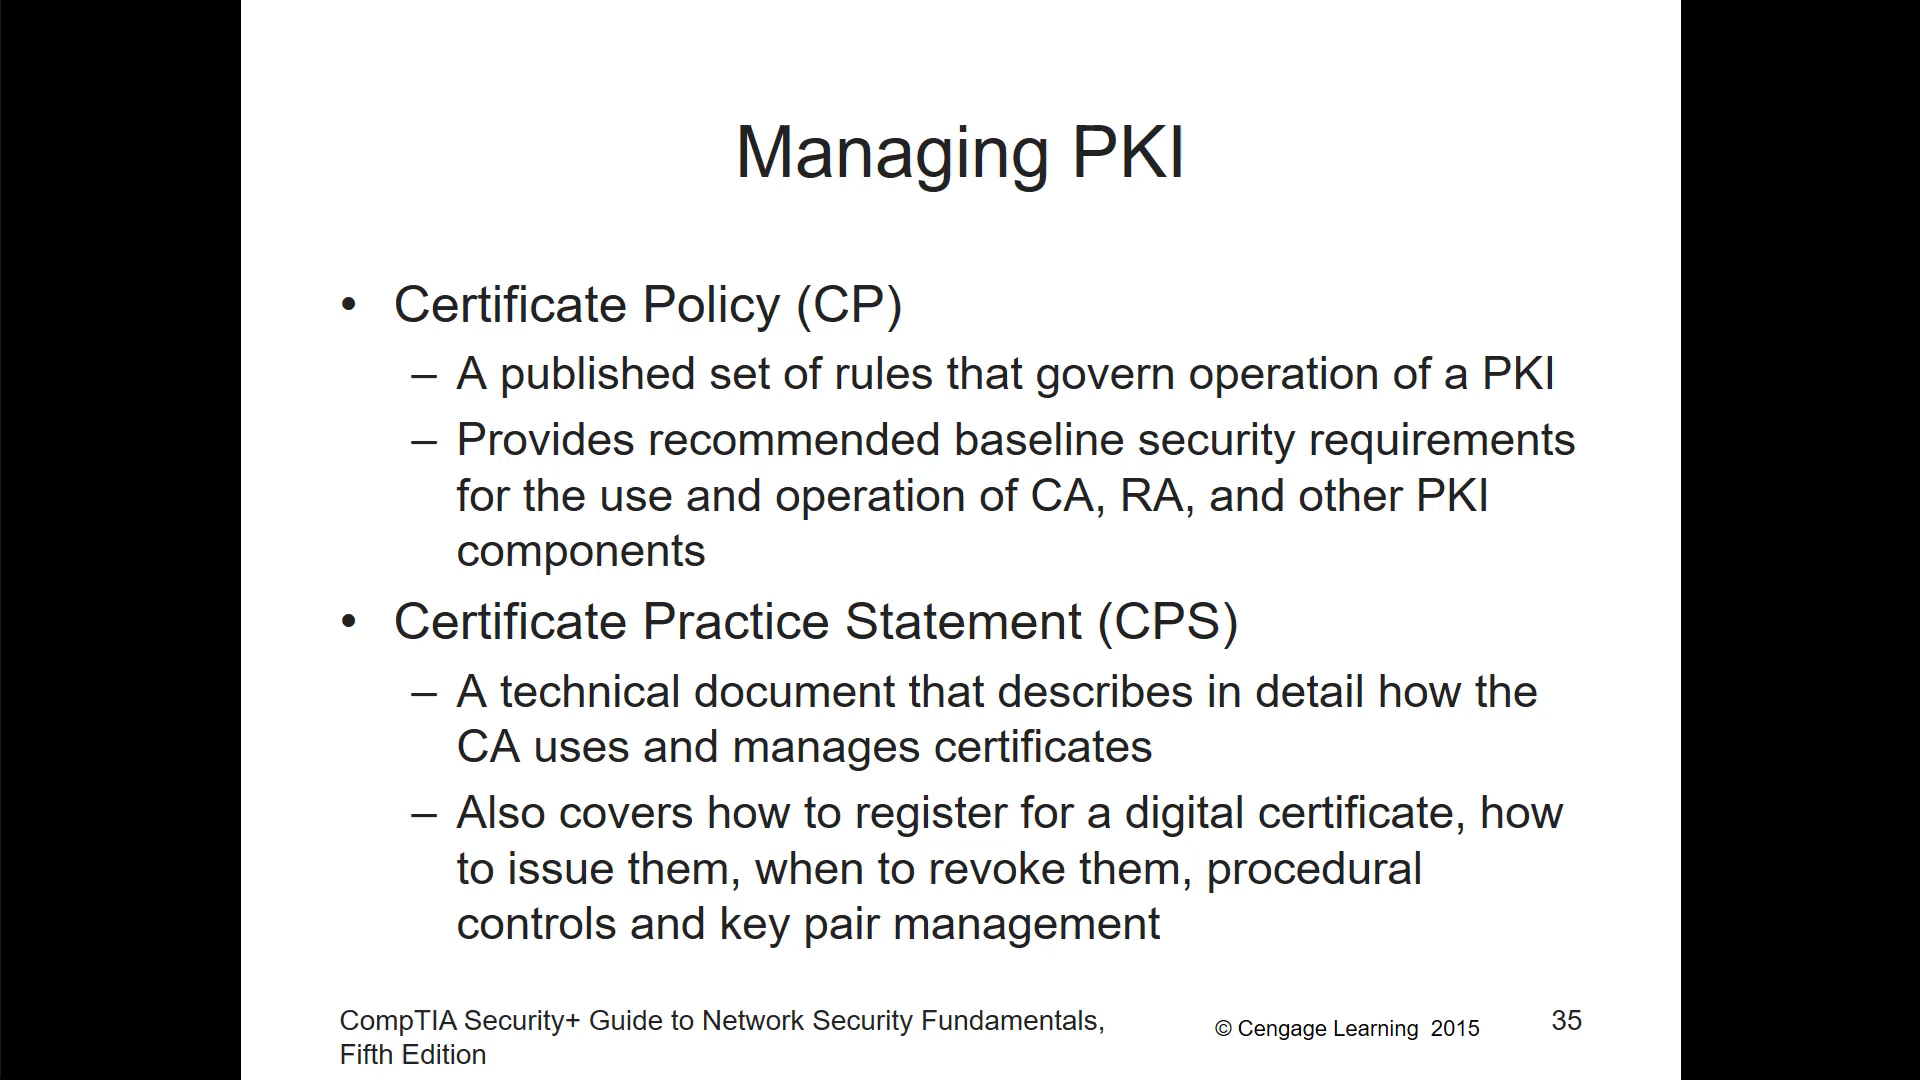 Managing PKI
• Certificate Policy (CP)
– A published set of rules that govern operation of a PKI
– Provides recommended baseline security requirements
for the use and operation of CA, RA, and other PKI
components
• Certificate Practice Statement (CPS)
– A technical document that describes in detail how the
CA uses and manages certificates
– Also covers how to register for a digital certificate, how
to issue them, when to revoke them, procedural
controls and key pair management
CompTIA Security+ Guide to Network Security Fundamentals,
Fifth Edition
© Cengage Learning 2015
35